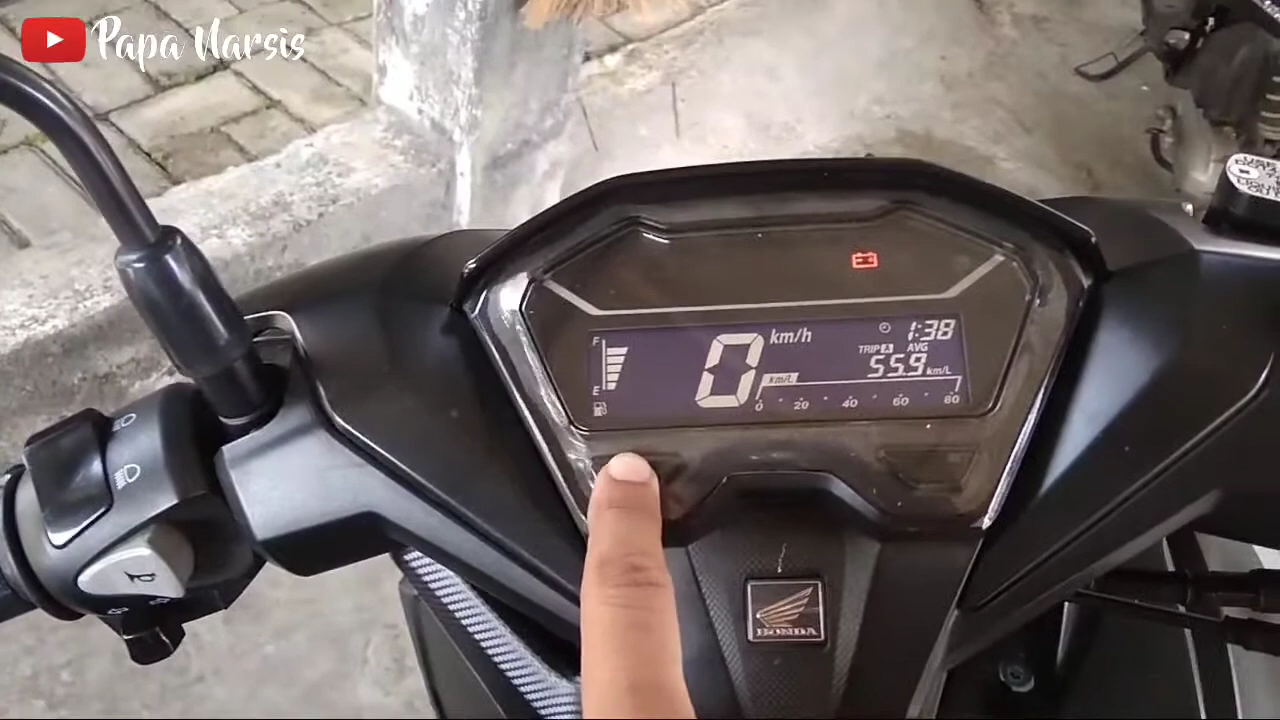 Papa Narsis
F
E
0 km/h
1:38
TRIP A AVG
55.9 km/L
km/L
0 20 40 60 80
HONDA